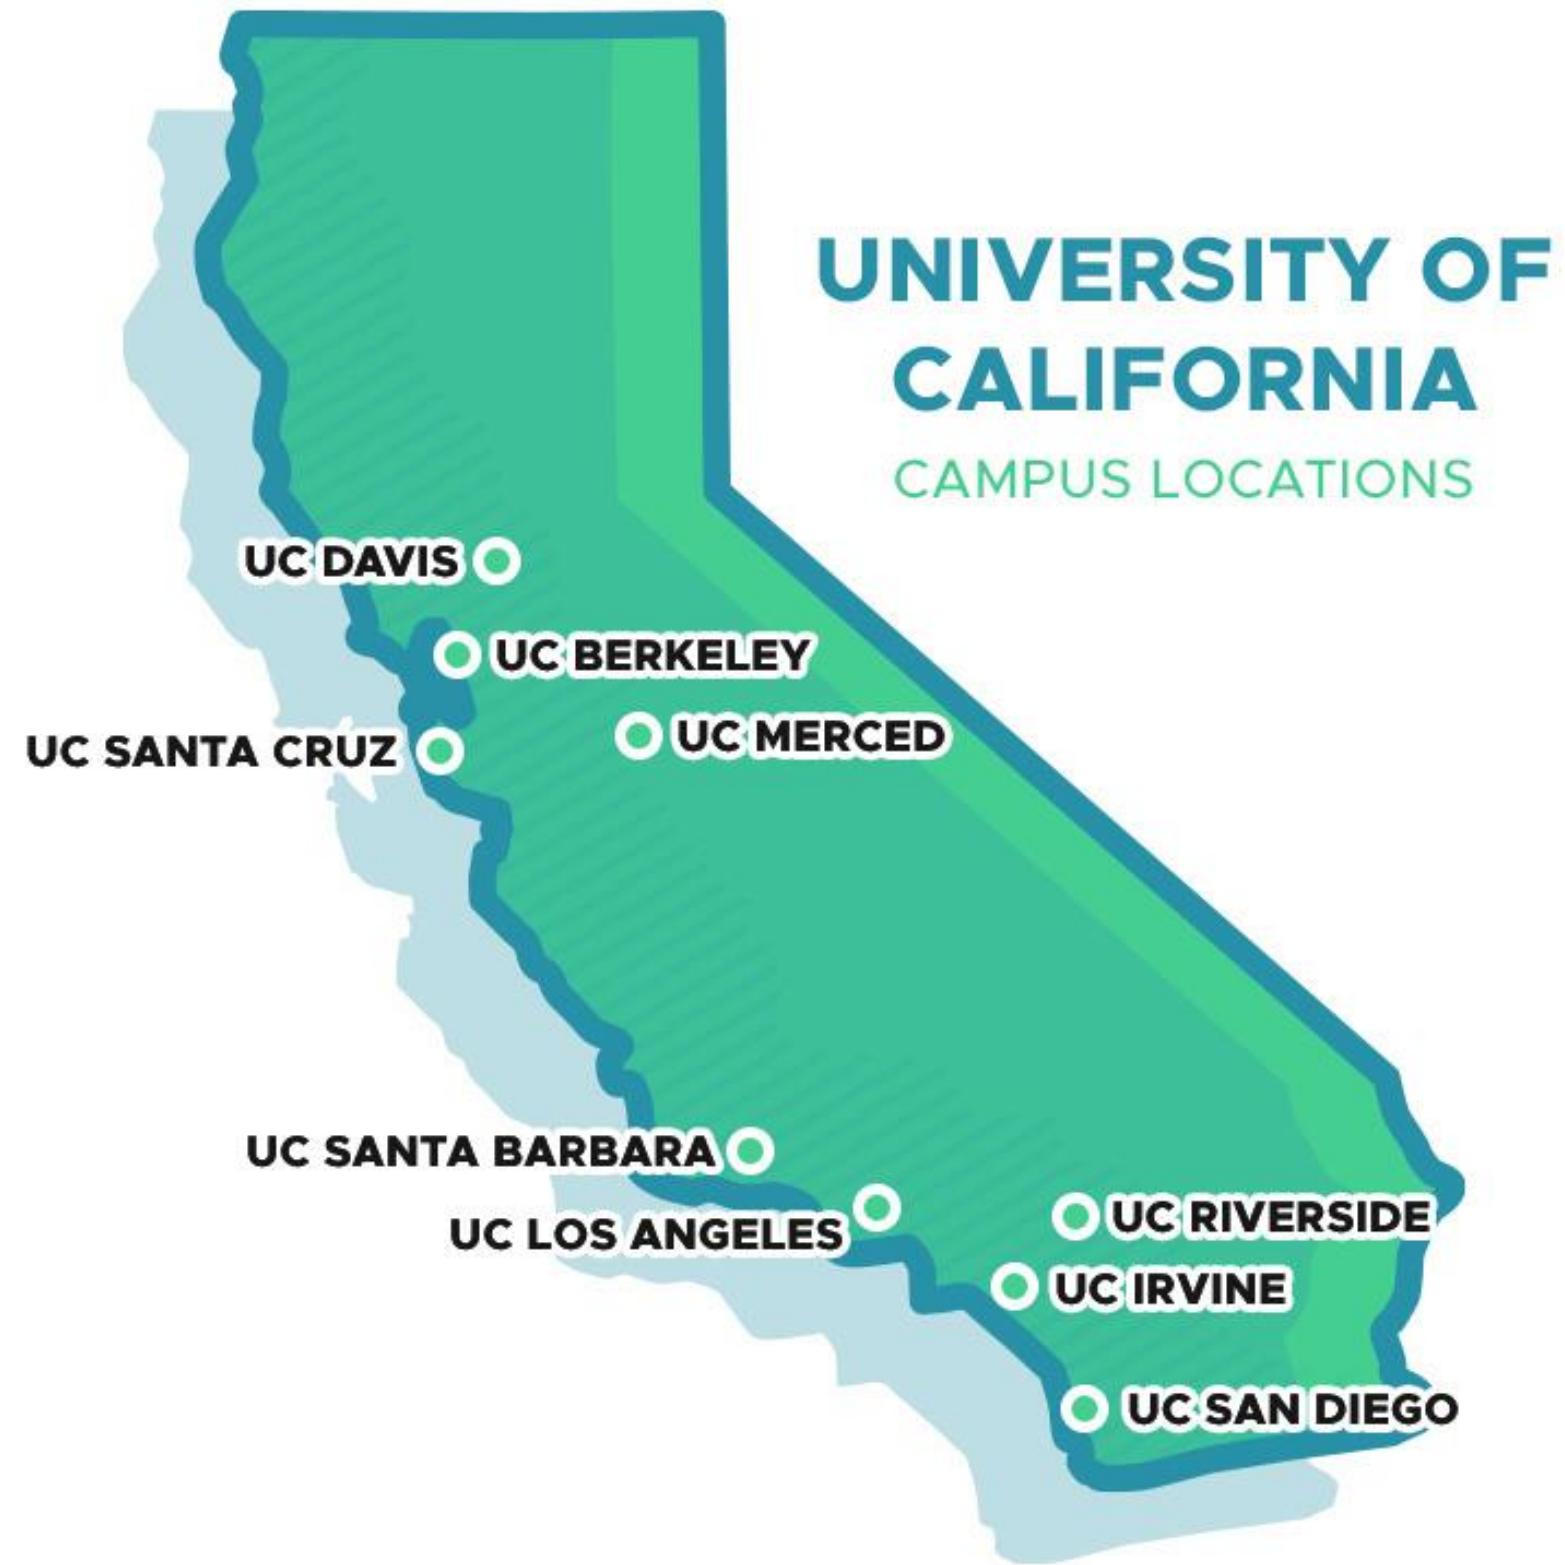 UNIVERSITY OF
CALIFORNIA
CAMPUS LOCATIONS
UC DAVIS
UC BERKELEY
UC MERCED
UC SANTA CRUZ
UC SANTA BARBARA
UC LOS ANGELES
UC RIVERSIDE
UC IRVINE
UC SAN DIEGO